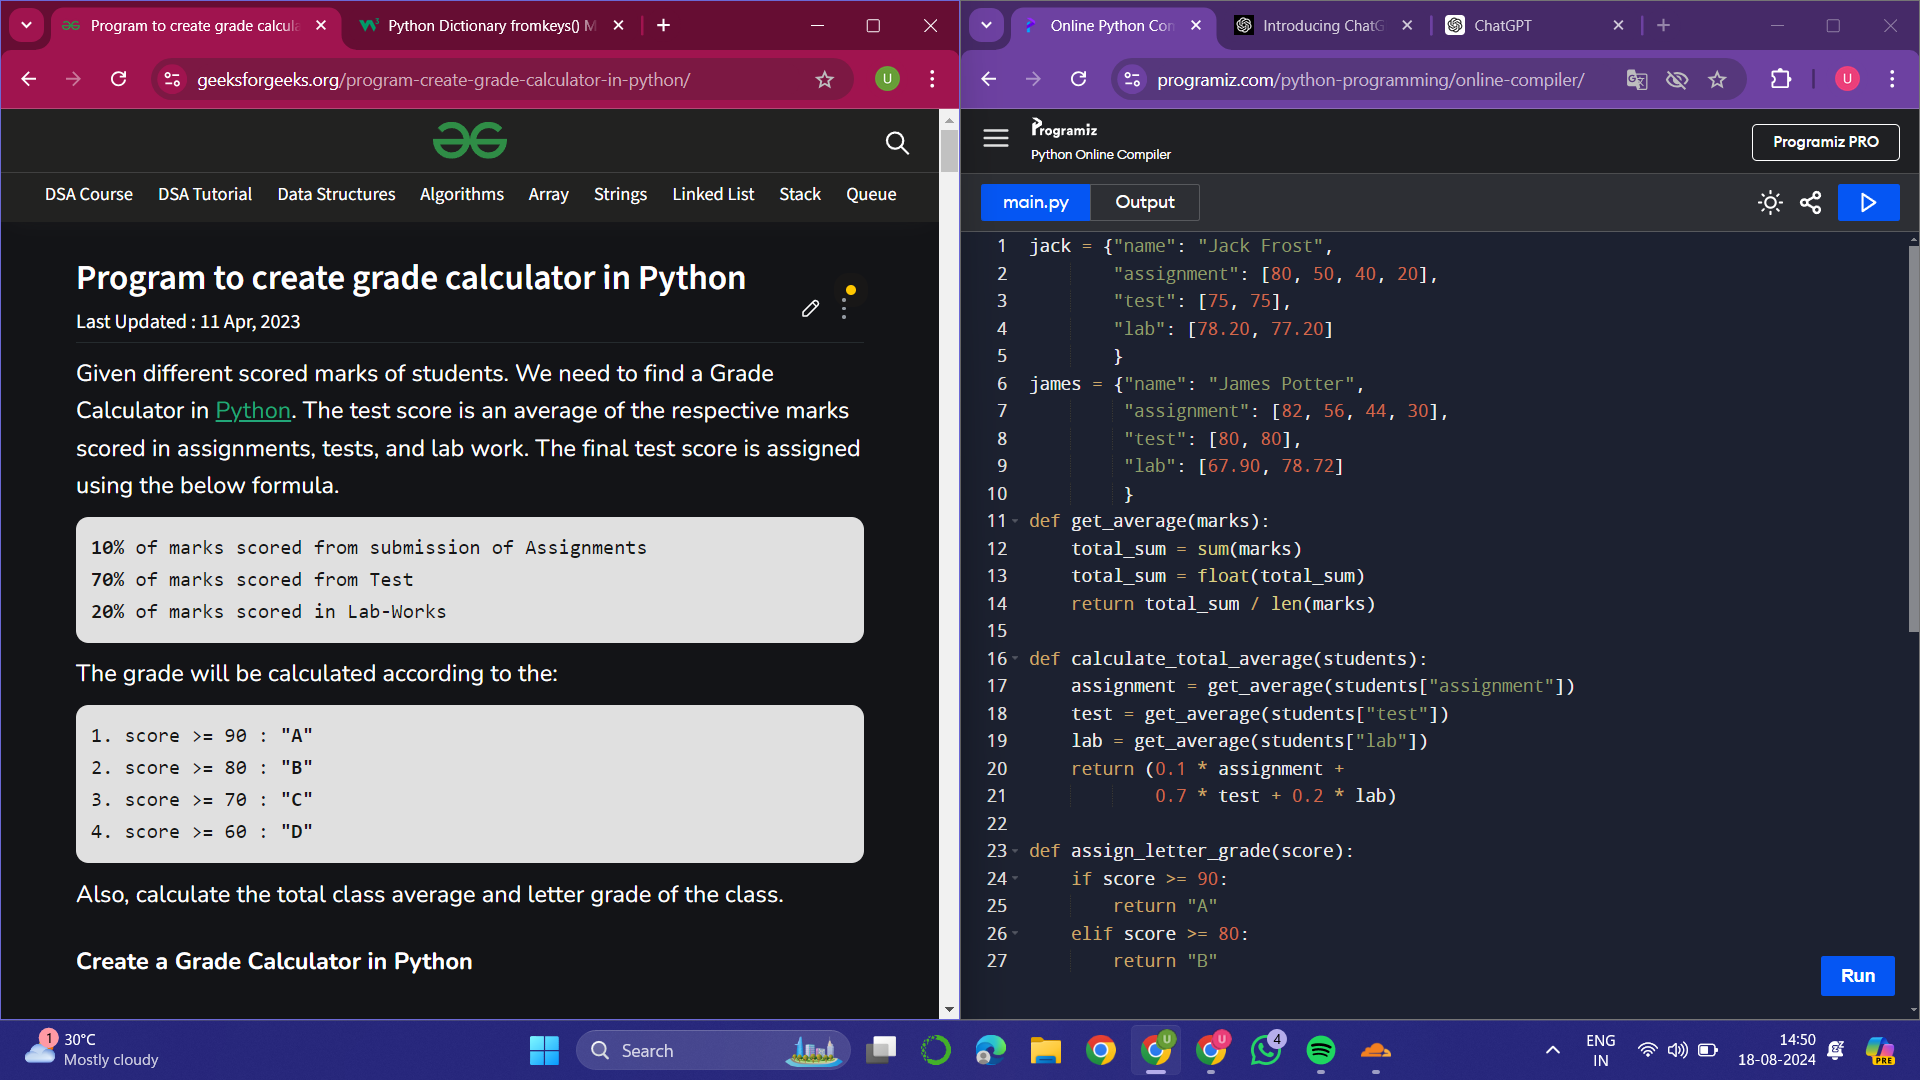 Program to create grade calcula
Python Dictionary fromkeys() M
geeksforgeeks.org/program-create-grade-calculator-in-python/
U
DSA Course DSA Tutorial Data Structures Algorithms Array Strings Linked List Stack Queue
Program to create grade calculator in Python
Last Updated : 11 Apr, 2023
Given different scored marks of students. We need to find a Grade
Calculator in Python. The test score is an average of the respective marks
scored in assignments, tests, and lab work. The final test score is assigned
using the below formula.
10% of marks scored from submission of Assignments
70% of marks scored from Test
20% of marks scored in Lab-Works
The grade will be calculated according to the:
1. score >= 90 : "A"
2. score >= 80 : "B"
3. score >= 70 : "C"
4. score >= 60 : "D"
Also, calculate the total class average and letter grade of the class.
Create a Grade Calculator in Python
Online Python Con
Introducing ChatG
ChatGPT
programiz.com/python-programming/online-compiler/
U
Programiz
Python Online Compiler
Programiz PRO
main.py Output
1 jack = {"name": "Jack Frost",
2 "assignment": [80, 50, 40, 20],
3 "test": [75, 75],
4 "lab": [78.20, 77.20]
5 }
6 james = {"name": "James Potter",
7 "assignment": [82, 56, 44, 30],
8 "test": [80, 80],
9 "lab": [67.90, 78.72]
10 }
11 def get_average(marks):
12 total_sum = sum(marks)
13 total_sum = float(total_sum)
14 return total_sum / len(marks)
15
16 def calculate_total_average(students):
17 assignment = get_average(students["assignment"])
18 test = get_average(students["test"])
19 lab = get_average(students["lab"])
20 return (0.1 * assignment +
21 0.7 * test + 0.2 * lab)
22
23 def assign_letter_grade(score):
24 if score >= 90:
25 return "A"
26 elif score >= 80:
27 return "B"
Run
1
30°C
Mostly cloudy
Search
U
U
4
ENG
IN
14:50
18-08-2024
PRE